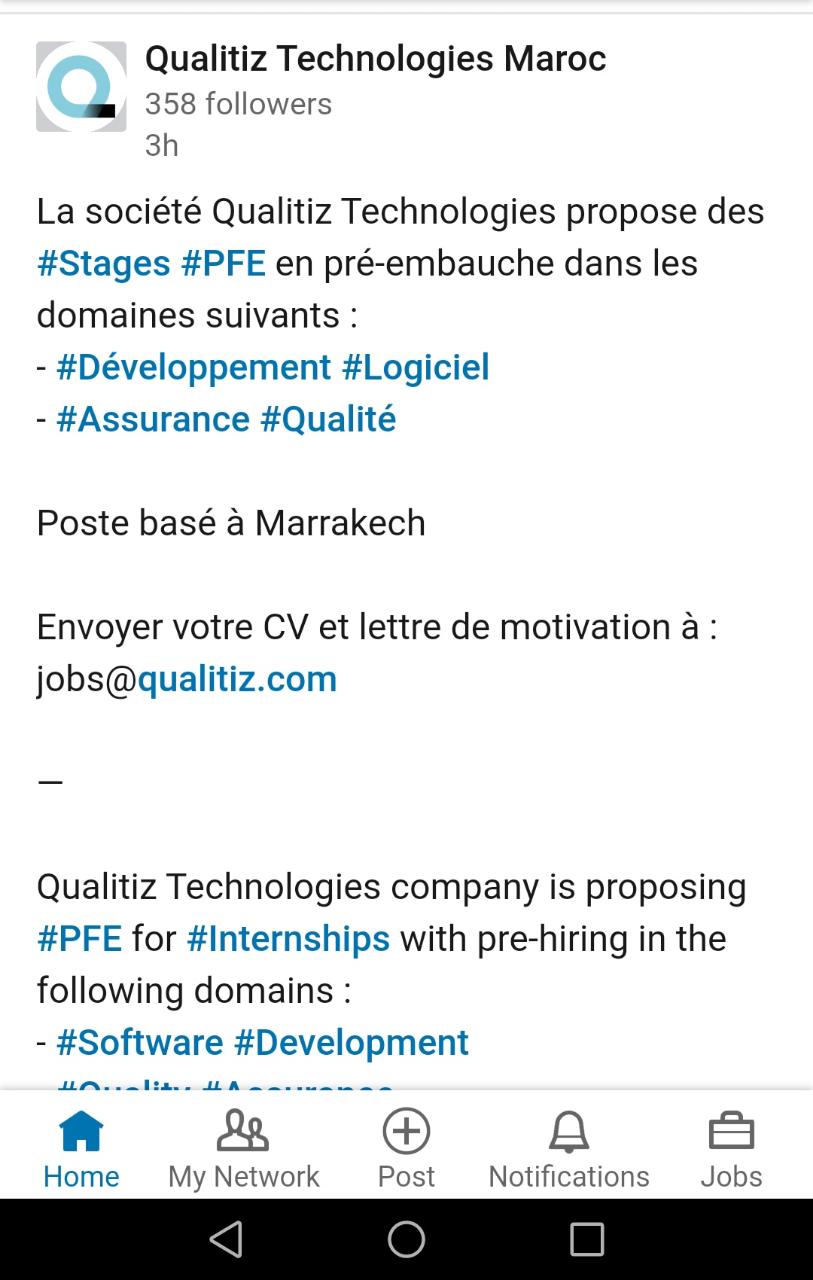 Qualitiz Technologies Maroc
358 followers
3h
La société Qualitiz Technologies propose des
#Stages #PFE en pré-embauche dans les
domaines suivants :
- #Développement #Logiciel
- #Assurance #Qualité
Poste basé à Marrakech
Envoyer votre CV et lettre de motivation à :
jobs@qualitiz.com
—
Qualitiz Technologies company is proposing
#PFE for #Internships with pre-hiring in the
following domains :
- #Software #Development
#Quality #Assurance
Home My Network Post Notifications Jobs